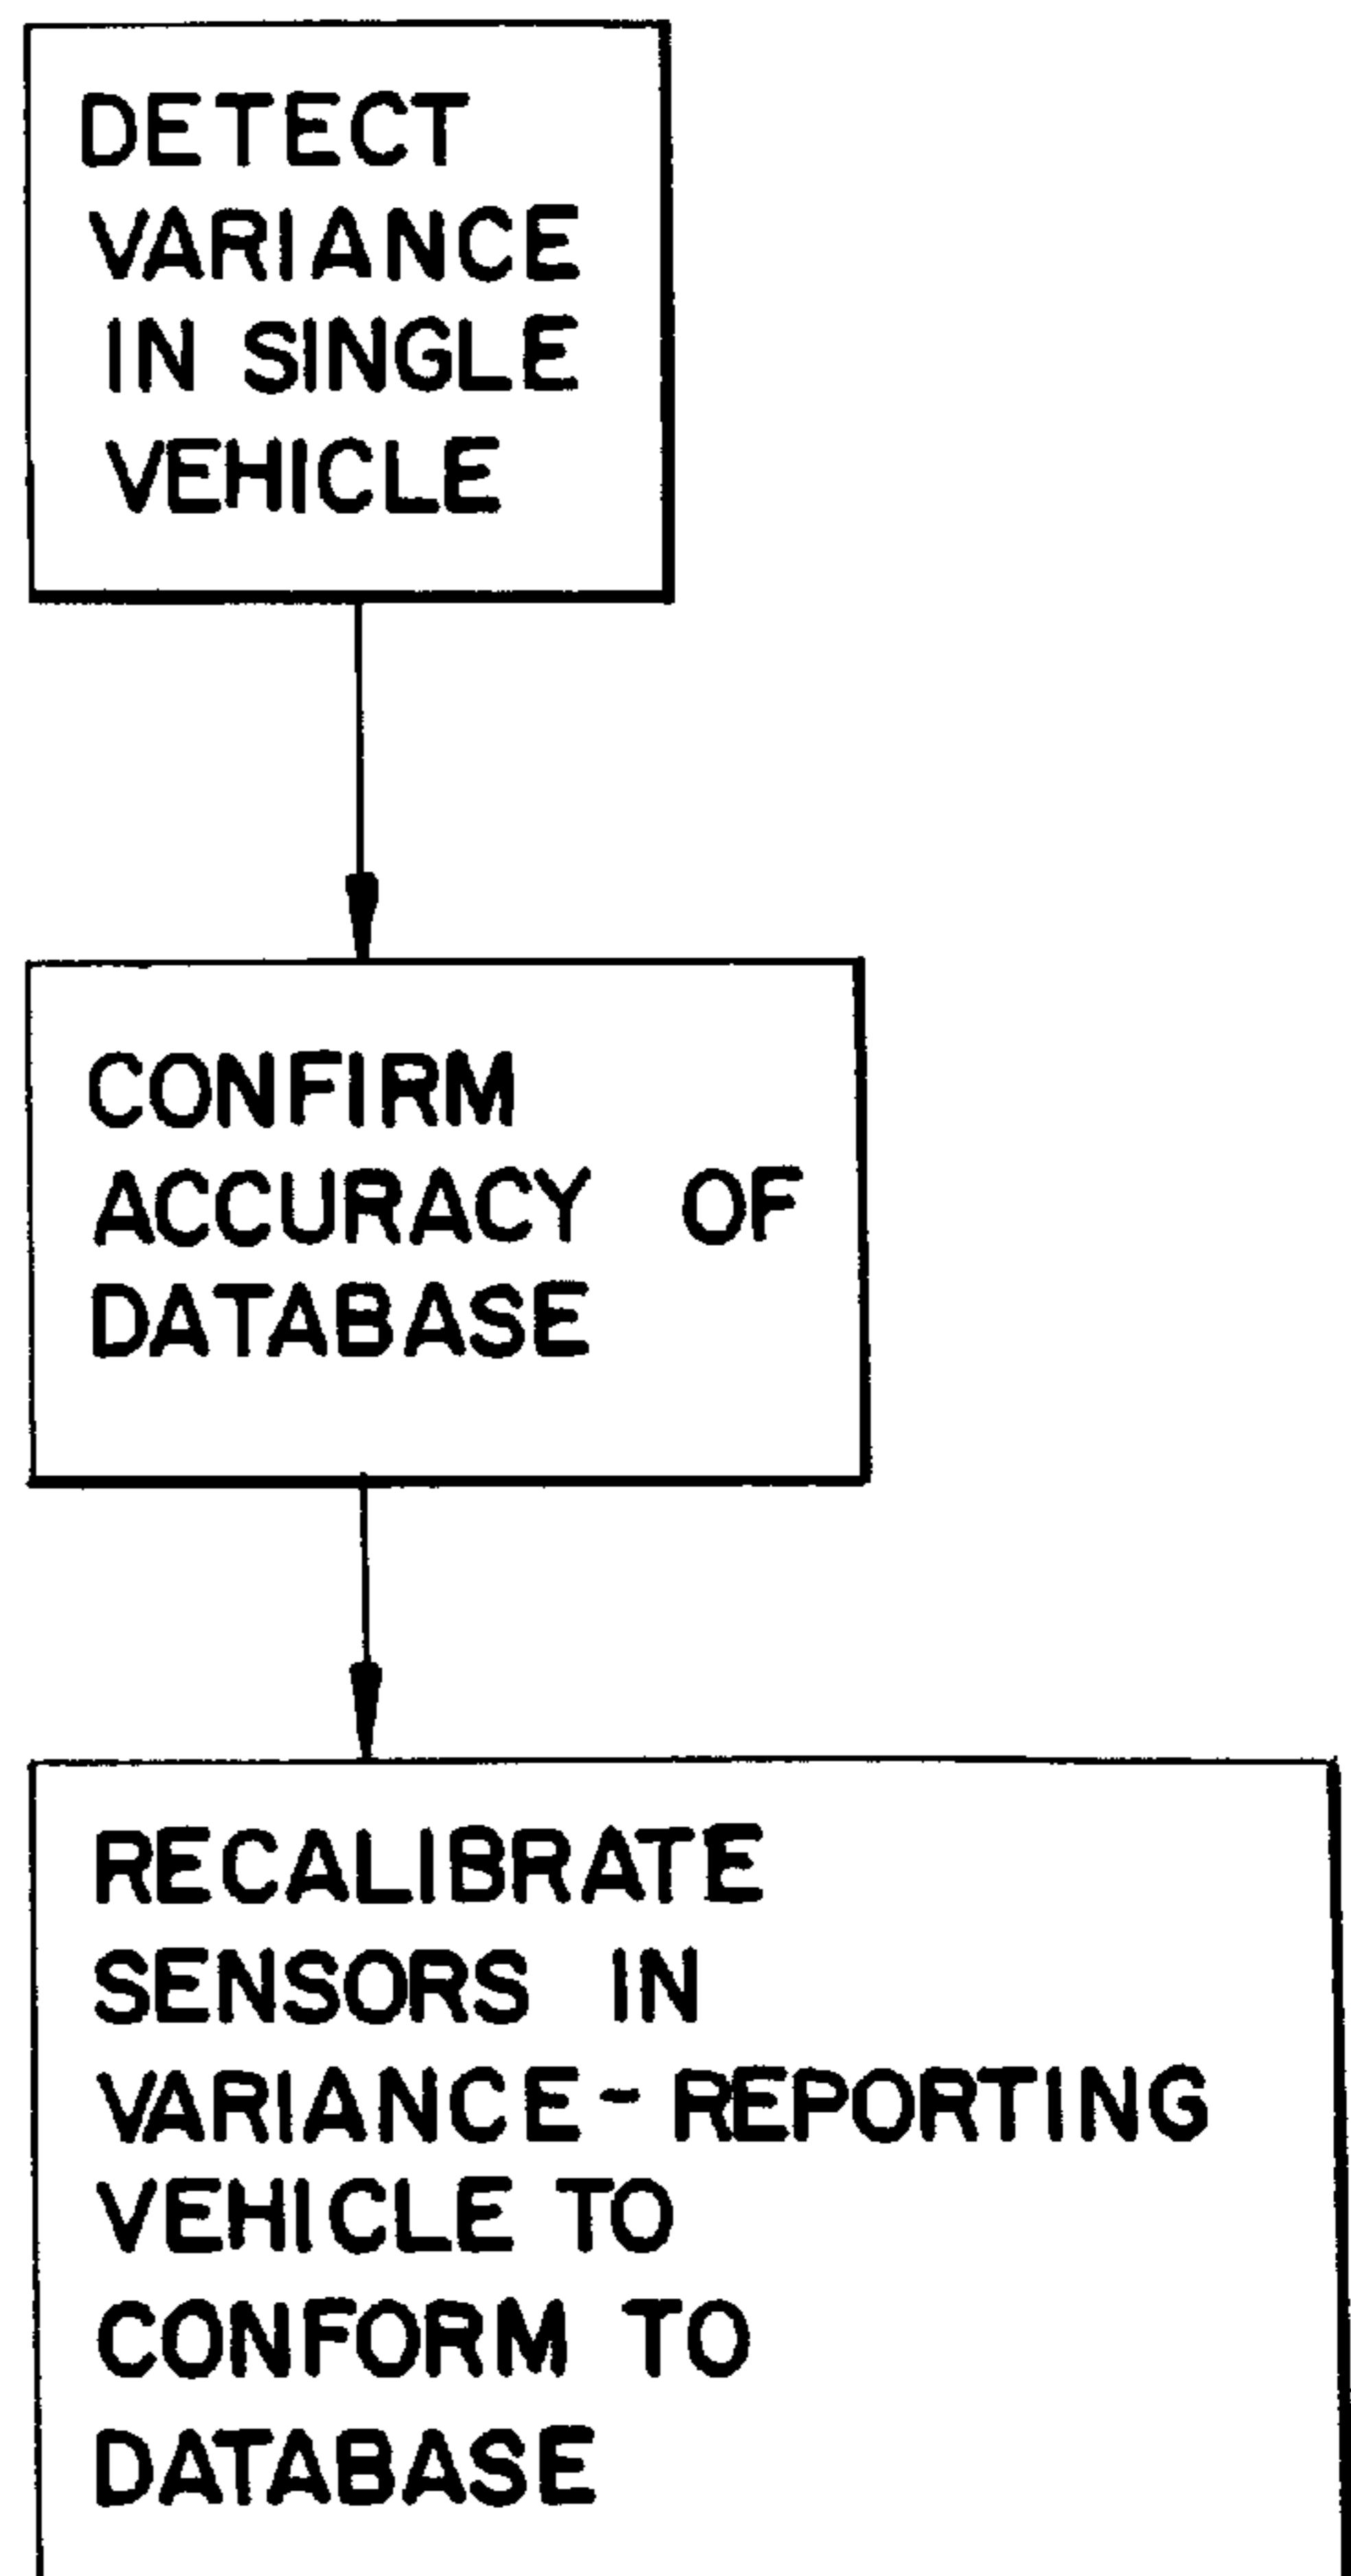 DETECT
VARIANCE
IN SINGLE
VEHICLE
CONFIRM
ACCURACY OF
DATABASE
RECALIBRATE
SENSORS IN
VARIANCE-REPORTING
VEHICLE TO
CONFORM TO
DATABASE